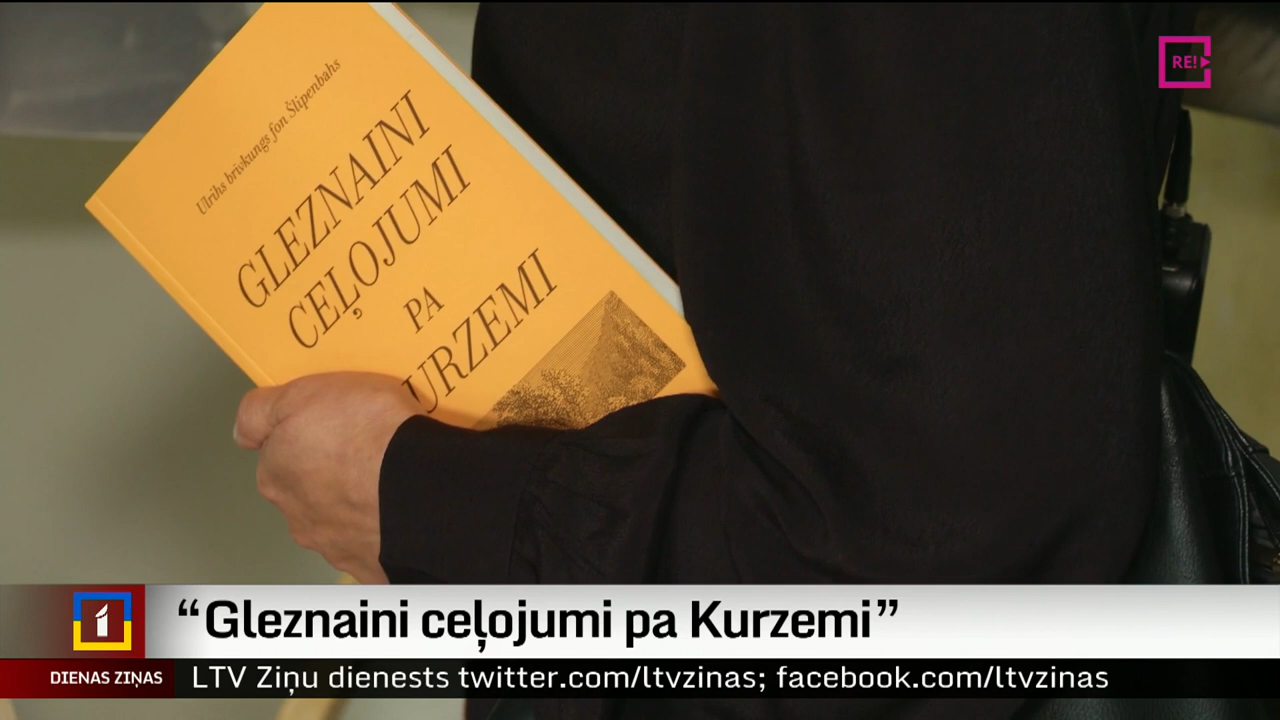 RE!
Ulrihs brīvkungs fon Šlipenbahs
GLEZNAINI
CEĻOJUMI
PA
URZEMI
1
“Gleznaini ceļojumi pa Kurzemi”
DIENAS ZIŅAS
LTV Ziņu dienests twitter.com/ltvzinas; facebook.com/ltvzinas